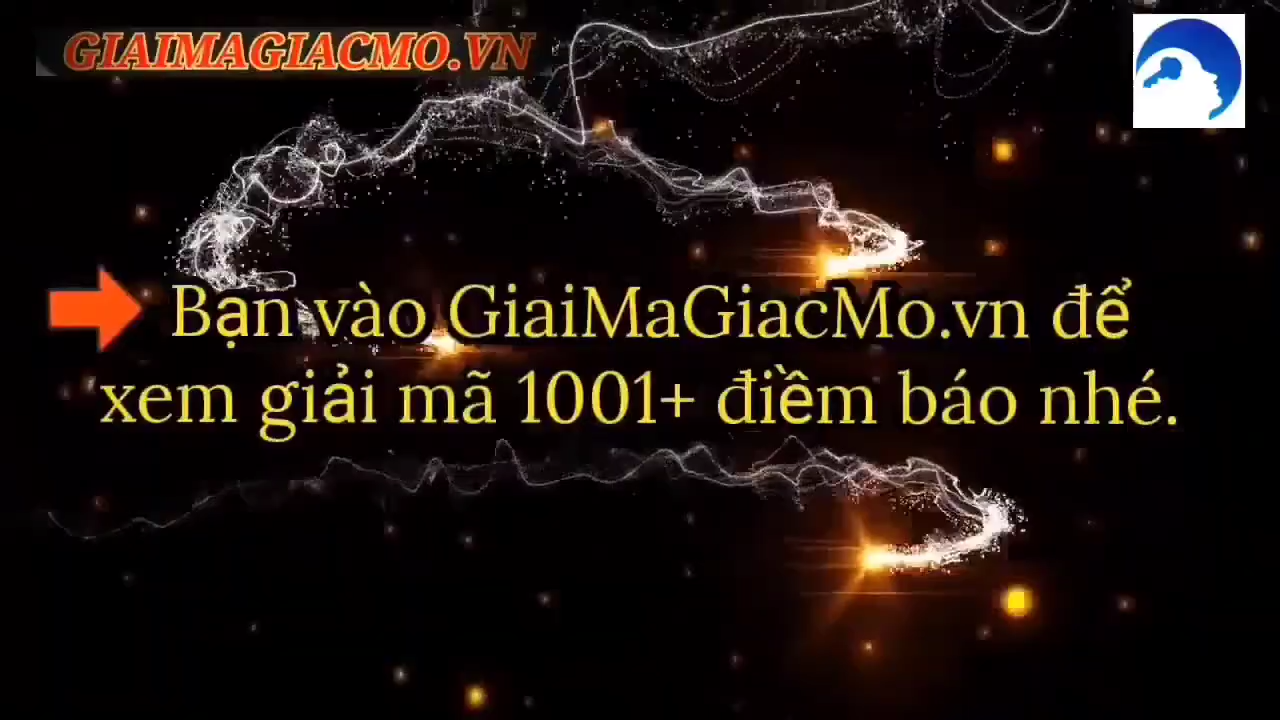 GIAIMAGIACMO.VN
Bạn vào GiaiMaGiacMo.vn để
xem giải mã 1001+ điềm báo nhé.